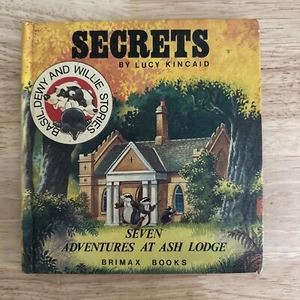 SECRETS
BY LUCY KINCAID
BASIL DEWY AND WILLIE STORIES
SEVEN
ADVENTURES AT ASH LODGE
BRIMAX BOOKS